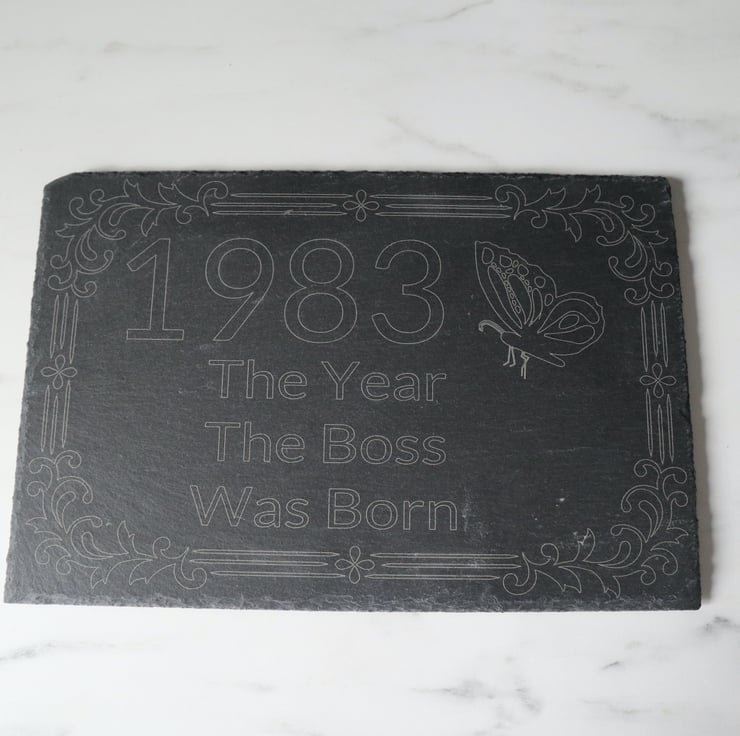 1983
The Year
The Boss
Was Born